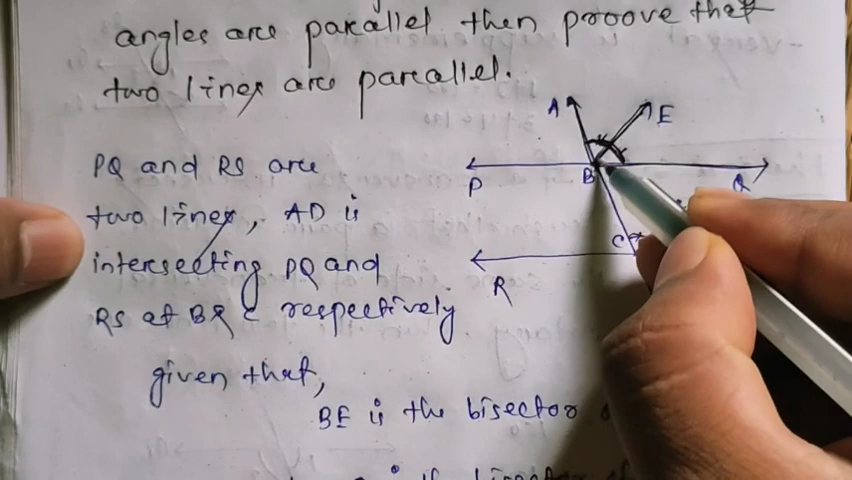 angles are parallel then proove that
two lines are parallel.
A
E
P
B
Q
C
R
PQ and RS are
two lines, AD is
intersecting PQ and
RS at B & C respectively
given that,
BE is the bisector